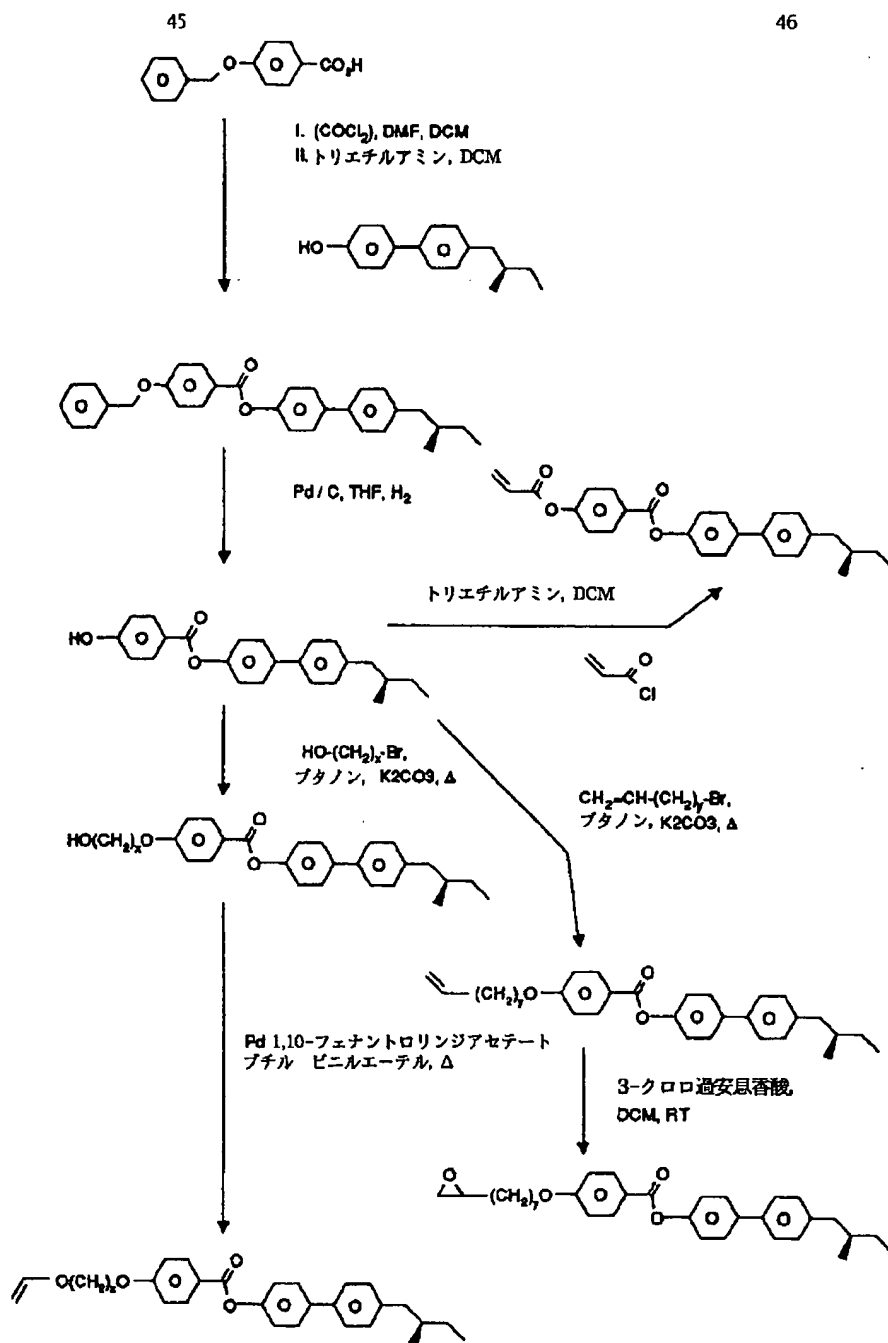 45
46
O
CO₂H
I. (COCl₂), DMF, DCM
II. トリエチルアミン, DCM
HO
O
O
O
Pd / C, THF, H₂
O
O
O
O
トリエチルアミン, DCM
HO
O
O
O
Cl
HO-(CH₂)ₓ-Br,
ブタノン, K2CO3, Δ
CH₂=CH-(CH₂)ᵧ-Br,
ブタノン, K2CO3, Δ
HO(CH₂)ₓO
O
O
(CH₂)ᵧO
O
O
Pd 1,10-フェナントロリンジアセテート
ブチル ビニルエーテル, Δ
3-クロロ過安息香酸,
DCM, RT
O
(CH₂)ᵧO
O
O
O(CH₂)ₓO
O
O